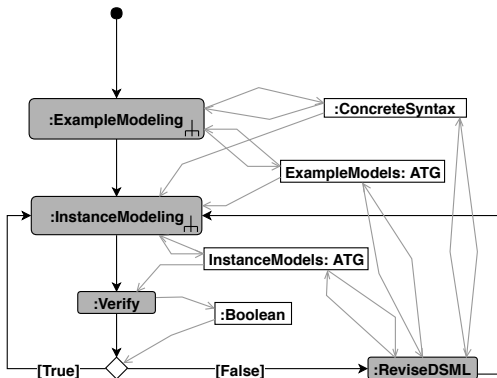 :ExampleModeling
:ConcreteSyntax
ExampleModels: ATG
:InstanceModeling
InstanceModels: ATG
:Verify
:Boolean
[True]
[False]
:ReviseDSML